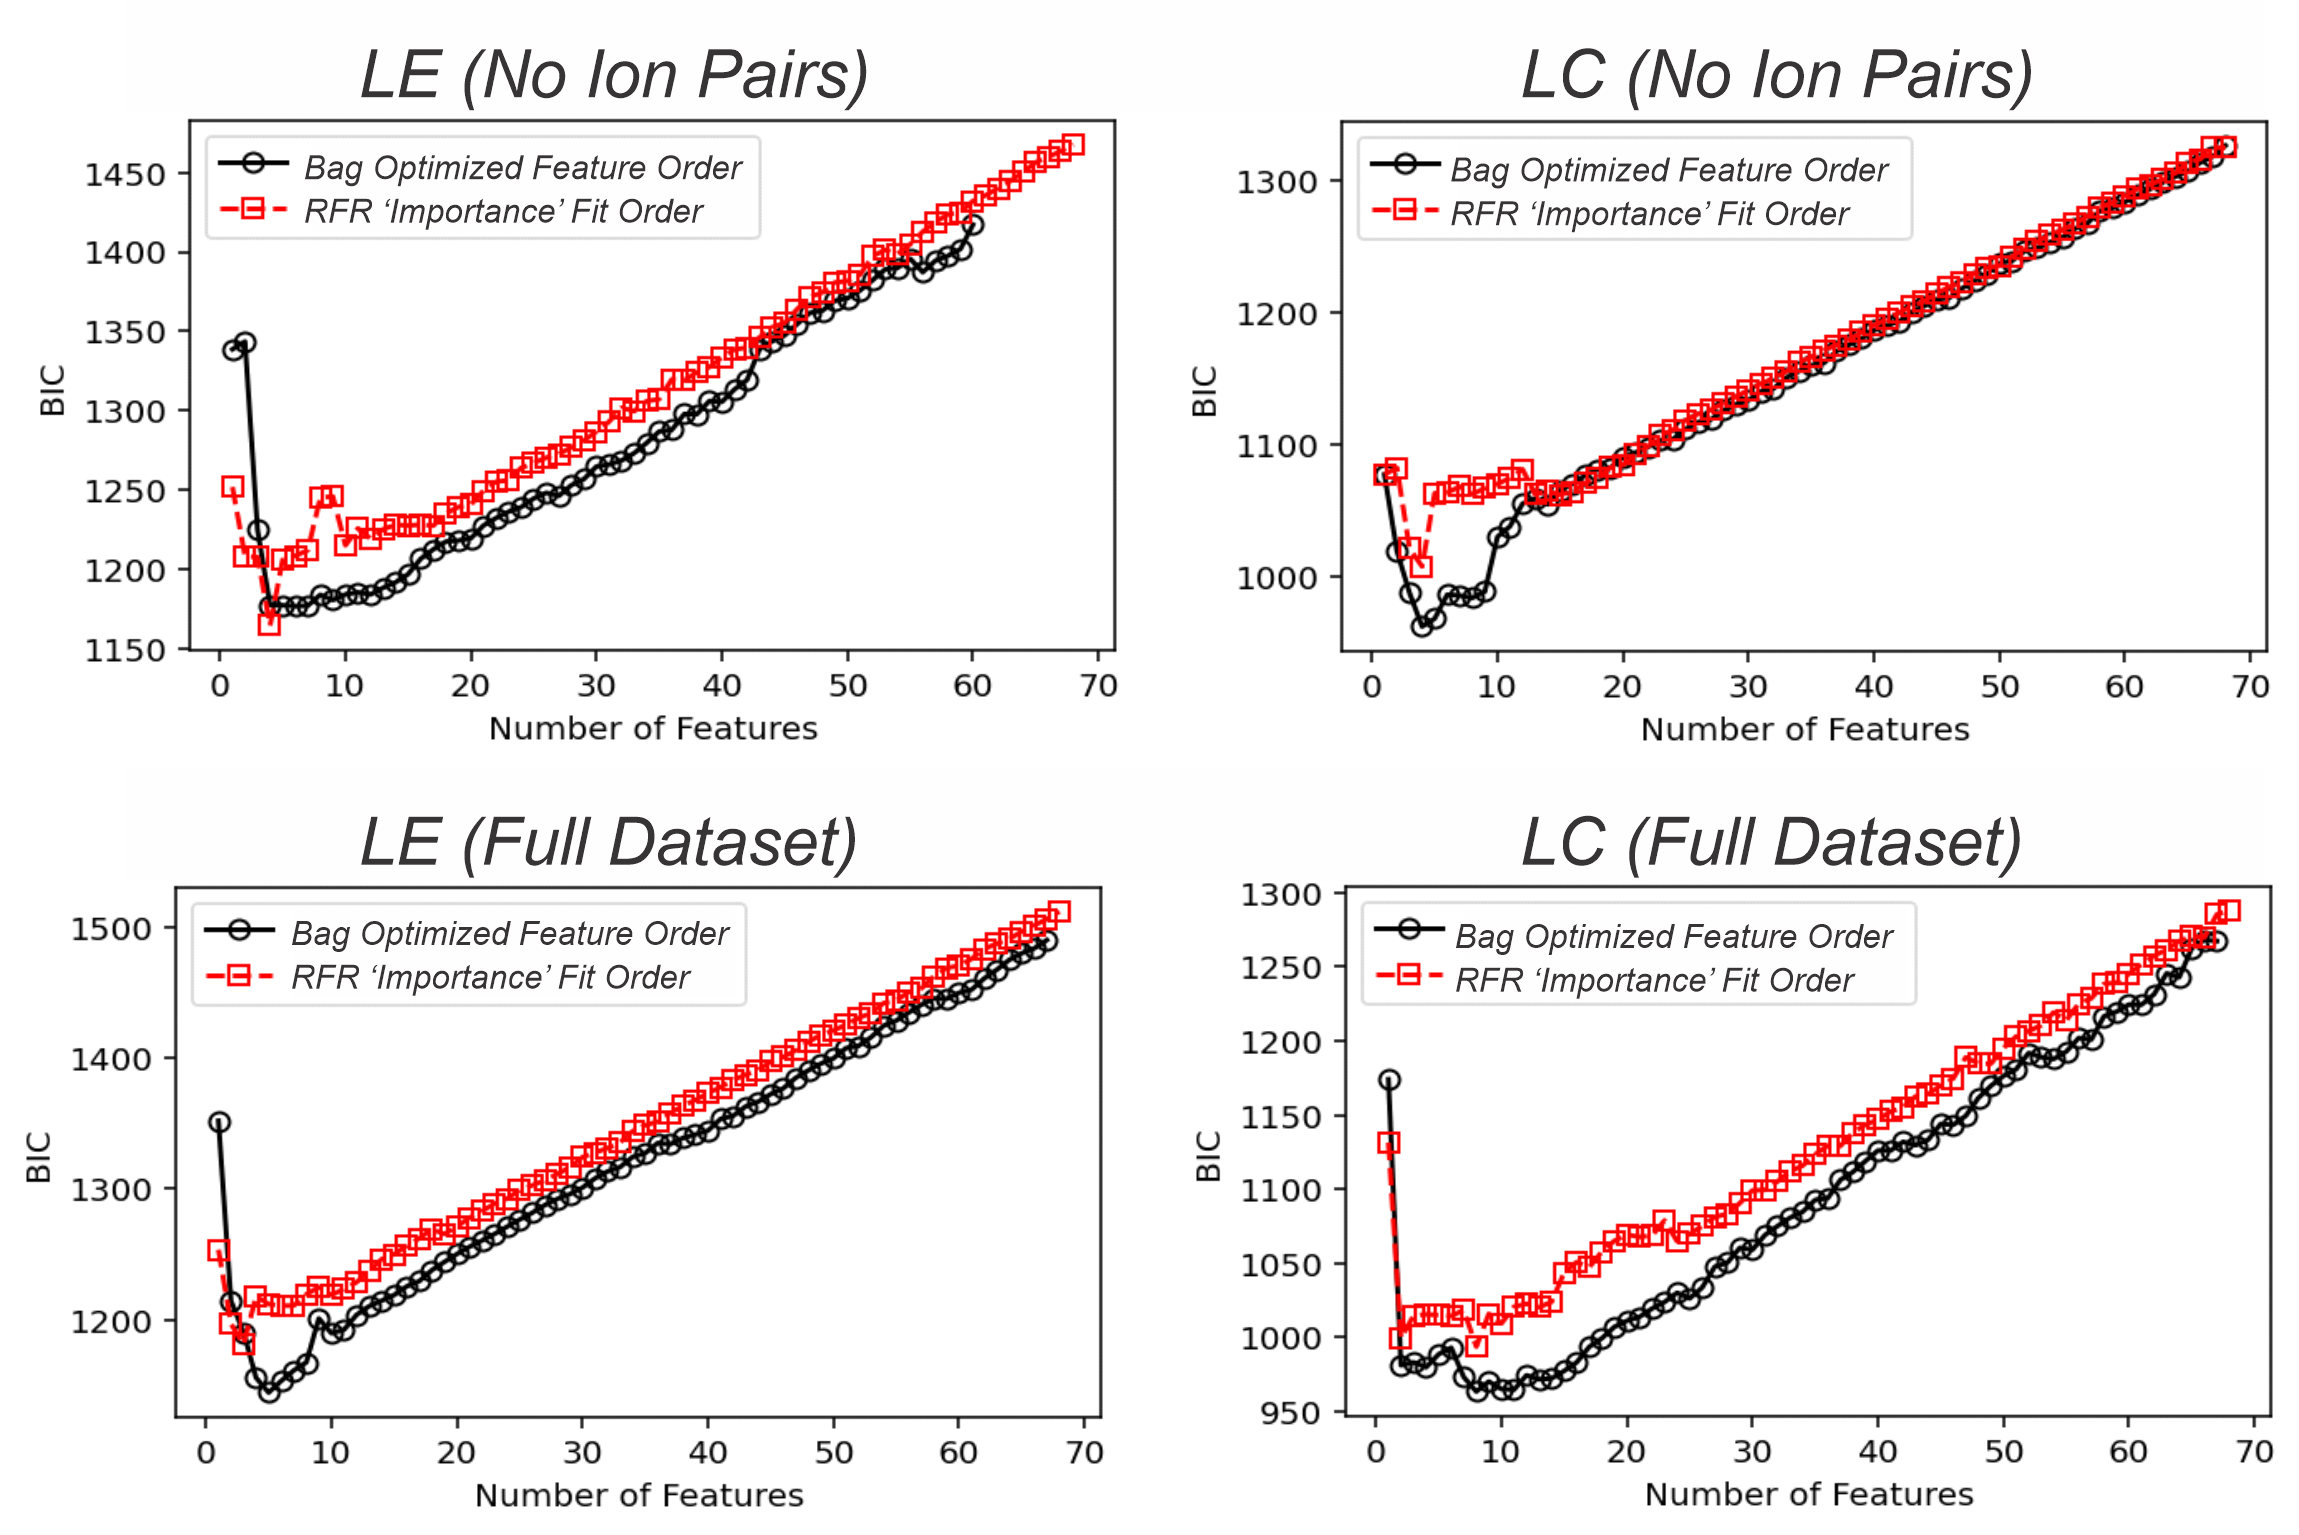 LE (No Ion Pairs)
Bag Optimized Feature Order
RFR ‘Importance’ Fit Order
1450
1400
1350
1300
1250
1200
1150
BIC
0 10 20 30 40 50 60 70
Number of Features
LC (No Ion Pairs)
Bag Optimized Feature Order
RFR ‘Importance’ Fit Order
1300
1200
1100
1000
BIC
0 10 20 30 40 50 60 70
Number of Features
LE (Full Dataset)
Bag Optimized Feature Order
RFR ‘Importance’ Fit Order
1500
1400
1300
1200
BIC
0 10 20 30 40 50 60 70
Number of Features
LC (Full Dataset)
Bag Optimized Feature Order
RFR ‘Importance’ Fit Order
1300
1250
1200
1150
1100
1050
1000
950
BIC
0 10 20 30 40 50 60 70
Number of Features